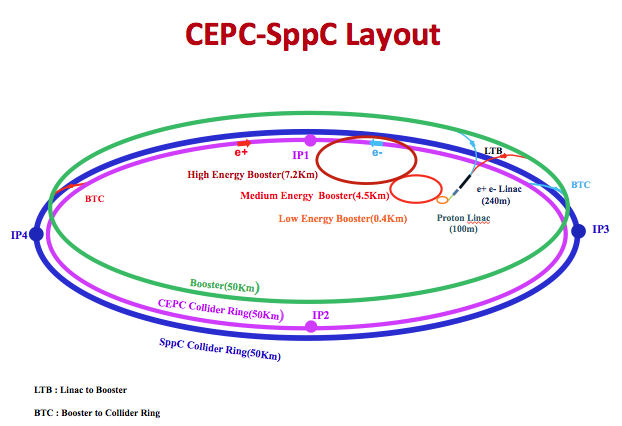 CEPC-SppC Layout
e+
IP1
e-
LTB
High Energy Booster(7.2Km)
BTC
Medium Energy Booster(4.5Km)
e+ e- Linac
(240m)
BTC
Low Energy Booster(0.4Km)
Proton Linac
(100m)
IP4
IP3
Booster(50Km)
CEPC Collider Ring(50Km)
IP2
SppC Collider Ring(50Km)
LTB : Linac to Booster
BTC : Booster to Collider Ring